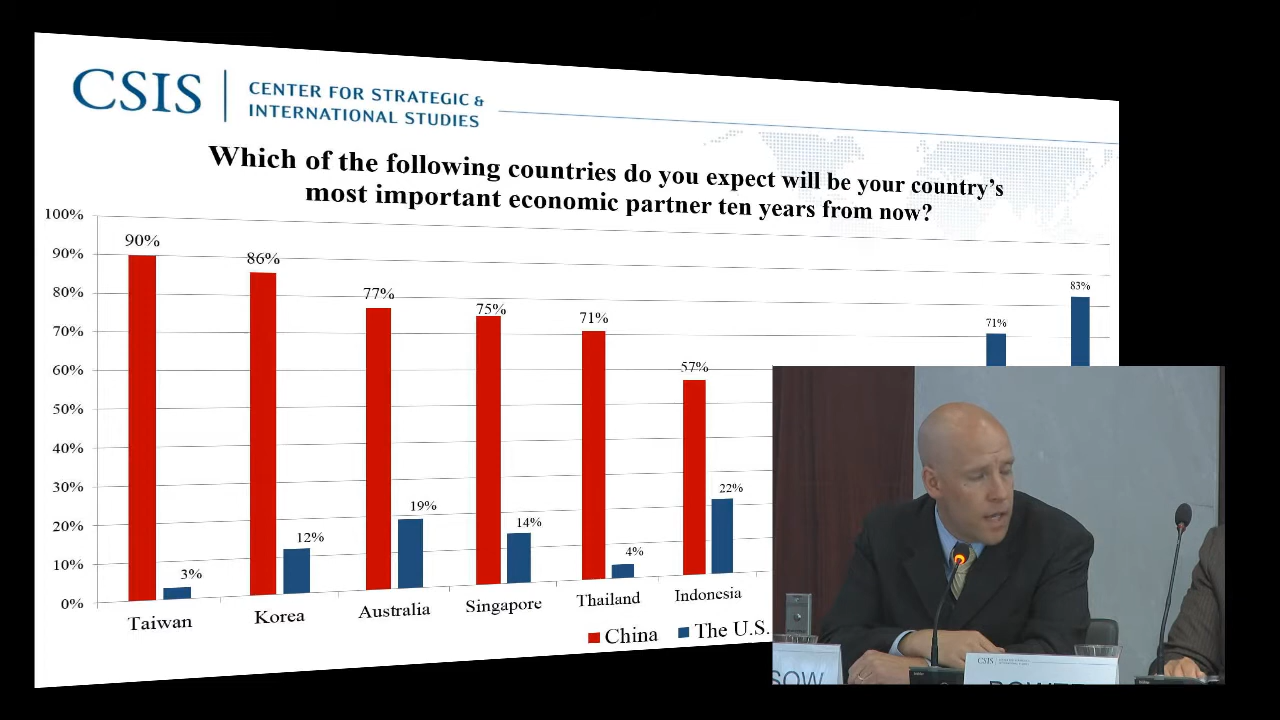 CSIS
CENTER FOR STRATEGIC &
INTERNATIONAL STUDIES
Which of the following countries do you expect will be your country's
most important economic partner ten years from now?
100%
90%
80%
70%
60%
50%
40%
30%
20%
10%
0%
90%
3%
86%
12%
77%
19%
75%
14%
71%
4%
57%
22%
71%
83%
Taiwan
Korea
Australia
Singapore
Thailand
Indonesia
China
The U.S.
SOW
CSIS